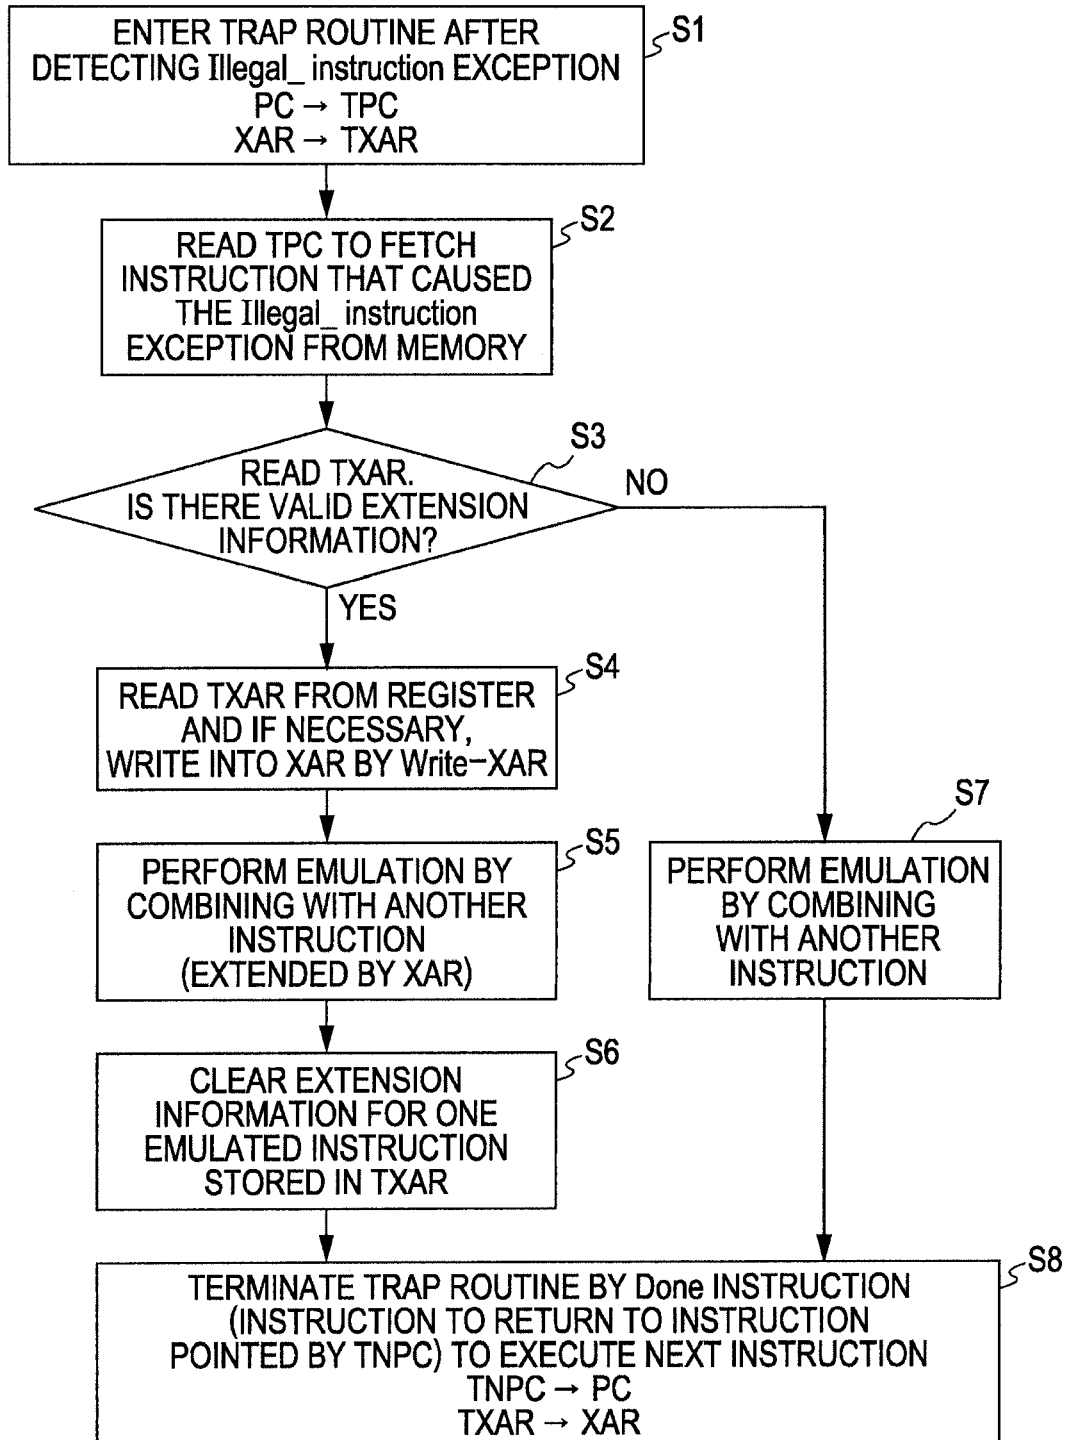 ENTER TRAP ROUTINE AFTER
DETECTING Illegal_ instruction EXCEPTION
PC → TPC
XAR → TXAR
S1
READ TPC TO FETCH
INSTRUCTION THAT CAUSED
THE Illegal_ instruction
EXCEPTION FROM MEMORY
S2
READ TXAR.
IS THERE VALID EXTENSION
INFORMATION?
S3
NO
YES
READ TXAR FROM REGISTER
AND IF NECESSARY,
WRITE INTO XAR BY Write-XAR
S4
PERFORM EMULATION BY
COMBINING WITH ANOTHER
INSTRUCTION
(EXTENDED BY XAR)
S5
PERFORM EMULATION
BY COMBINING
WITH ANOTHER
INSTRUCTION
S7
CLEAR EXTENSION
INFORMATION FOR ONE
EMULATED INSTRUCTION
STORED IN TXAR
S6
TERMINATE TRAP ROUTINE BY Done INSTRUCTION
(INSTRUCTION TO RETURN TO INSTRUCTION
POINTED BY TNPC) TO EXECUTE NEXT INSTRUCTION
TNPC → PC
TXAR → XAR
S8